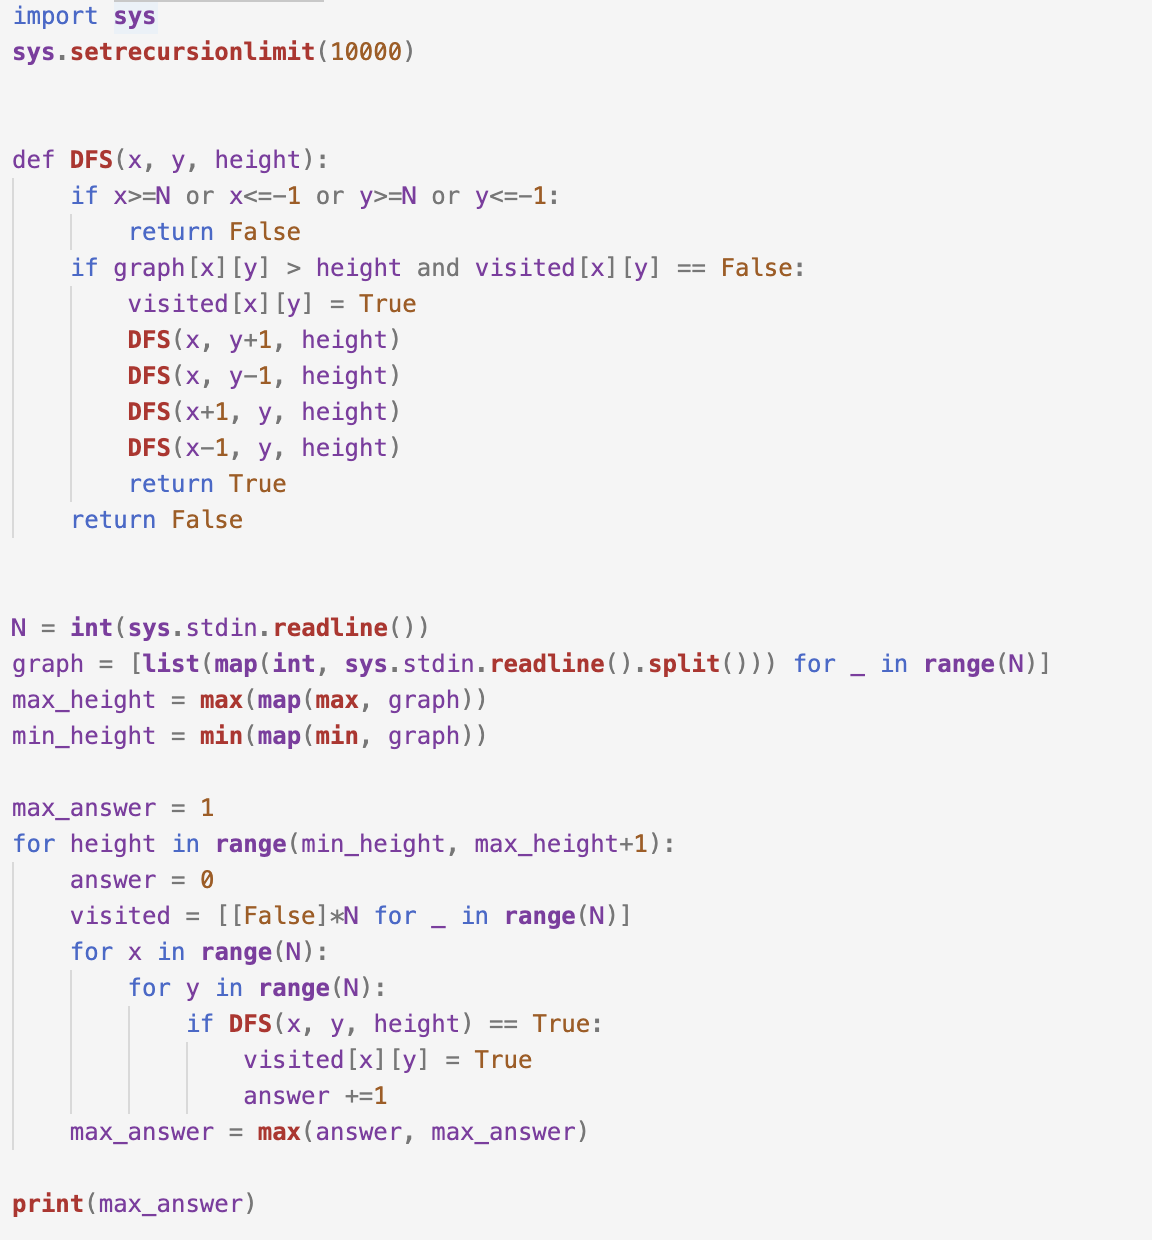 import sys
sys.setrecursionlimit(10000)
def DFS(x, y, height):
    if x>=N or x<=-1 or y>=N or y<=-1:
        return False
    if graph[x][y] > height and visited[x][y] == False:
        visited[x][y] = True
        DFS(x, y+1, height)
        DFS(x, y-1, height)
        DFS(x+1, y, height)
        DFS(x-1, y, height)
        return True
    return False
N = int(sys.stdin.readline())
graph = [list(map(int, sys.stdin.readline().split())) for _ in range(N)]
max_height = max(map(max, graph))
min_height = min(map(min, graph))
max_answer = 1
for height in range(min_height, max_height+1):
    answer = 0
    visited = [[False]*N for _ in range(N)]
    for x in range(N):
        for y in range(N):
            if DFS(x, y, height) == True:
                visited[x][y] = True
                answer +=1
    max_answer = max(answer, max_answer)
print(max_answer)